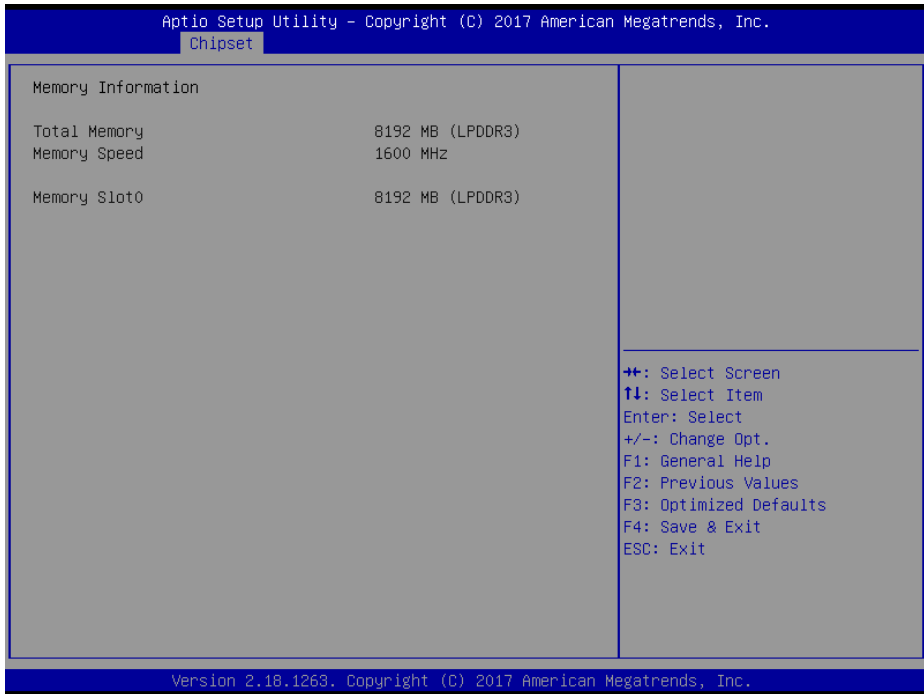 Aptio Setup Utility – Copyright (C) 2017 American Megatrends, Inc.
Chipset
Memory Information
Total Memory 8192 MB (LPDDR3)
Memory Speed 1600 MHz
Memory Slot0 8192 MB (LPDDR3)
→←: Select Screen
↑↓: Select Item
Enter: Select
+/-: Change Opt.
F1: General Help
F2: Previous Values
F3: Optimized Defaults
F4: Save & Exit
ESC: Exit
Version 2.18.1263. Copyright (C) 2017 American Megatrends, Inc.